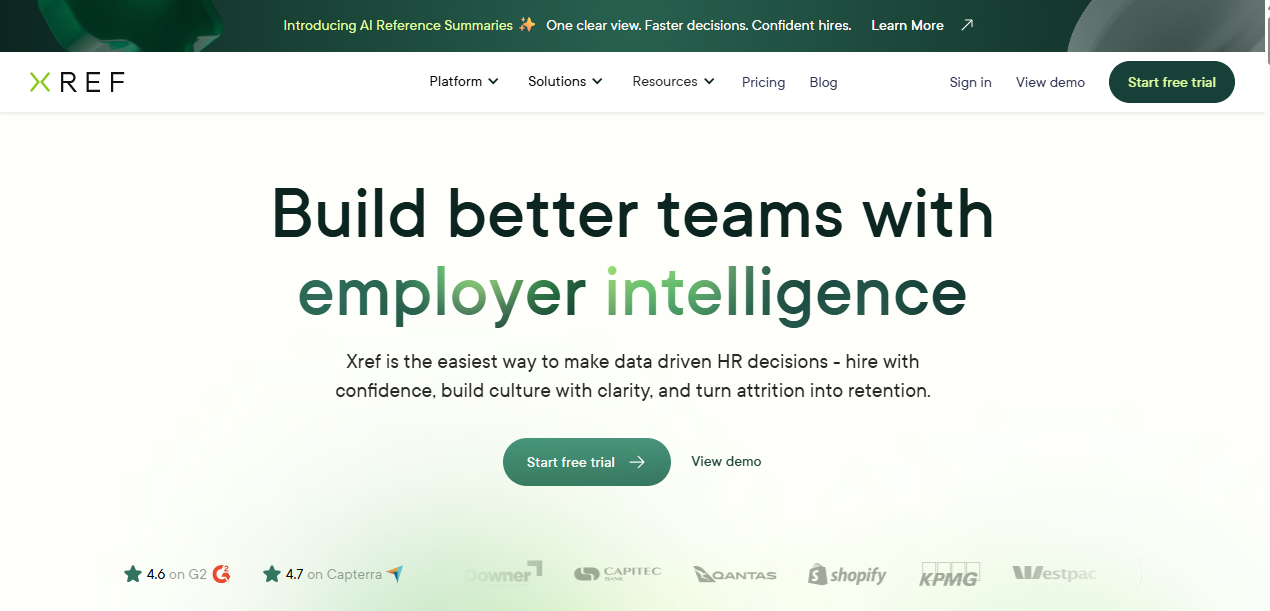 Introducing AI Reference Summaries ✨ One clear view. Faster decisions. Confident hires. Learn More
XREF
Platform Solutions Resources Pricing Blog Sign in View demo Start free trial
Build better teams with
employer intelligence
Xref is the easiest way to make data driven HR decisions - hire with
confidence, build culture with clarity, and turn attrition into retention.
Start free trial → View demo
4.6 on G2 4.7 on Capterra Downer CAPITEC BANK QANTAS shopify KPMG Westpac